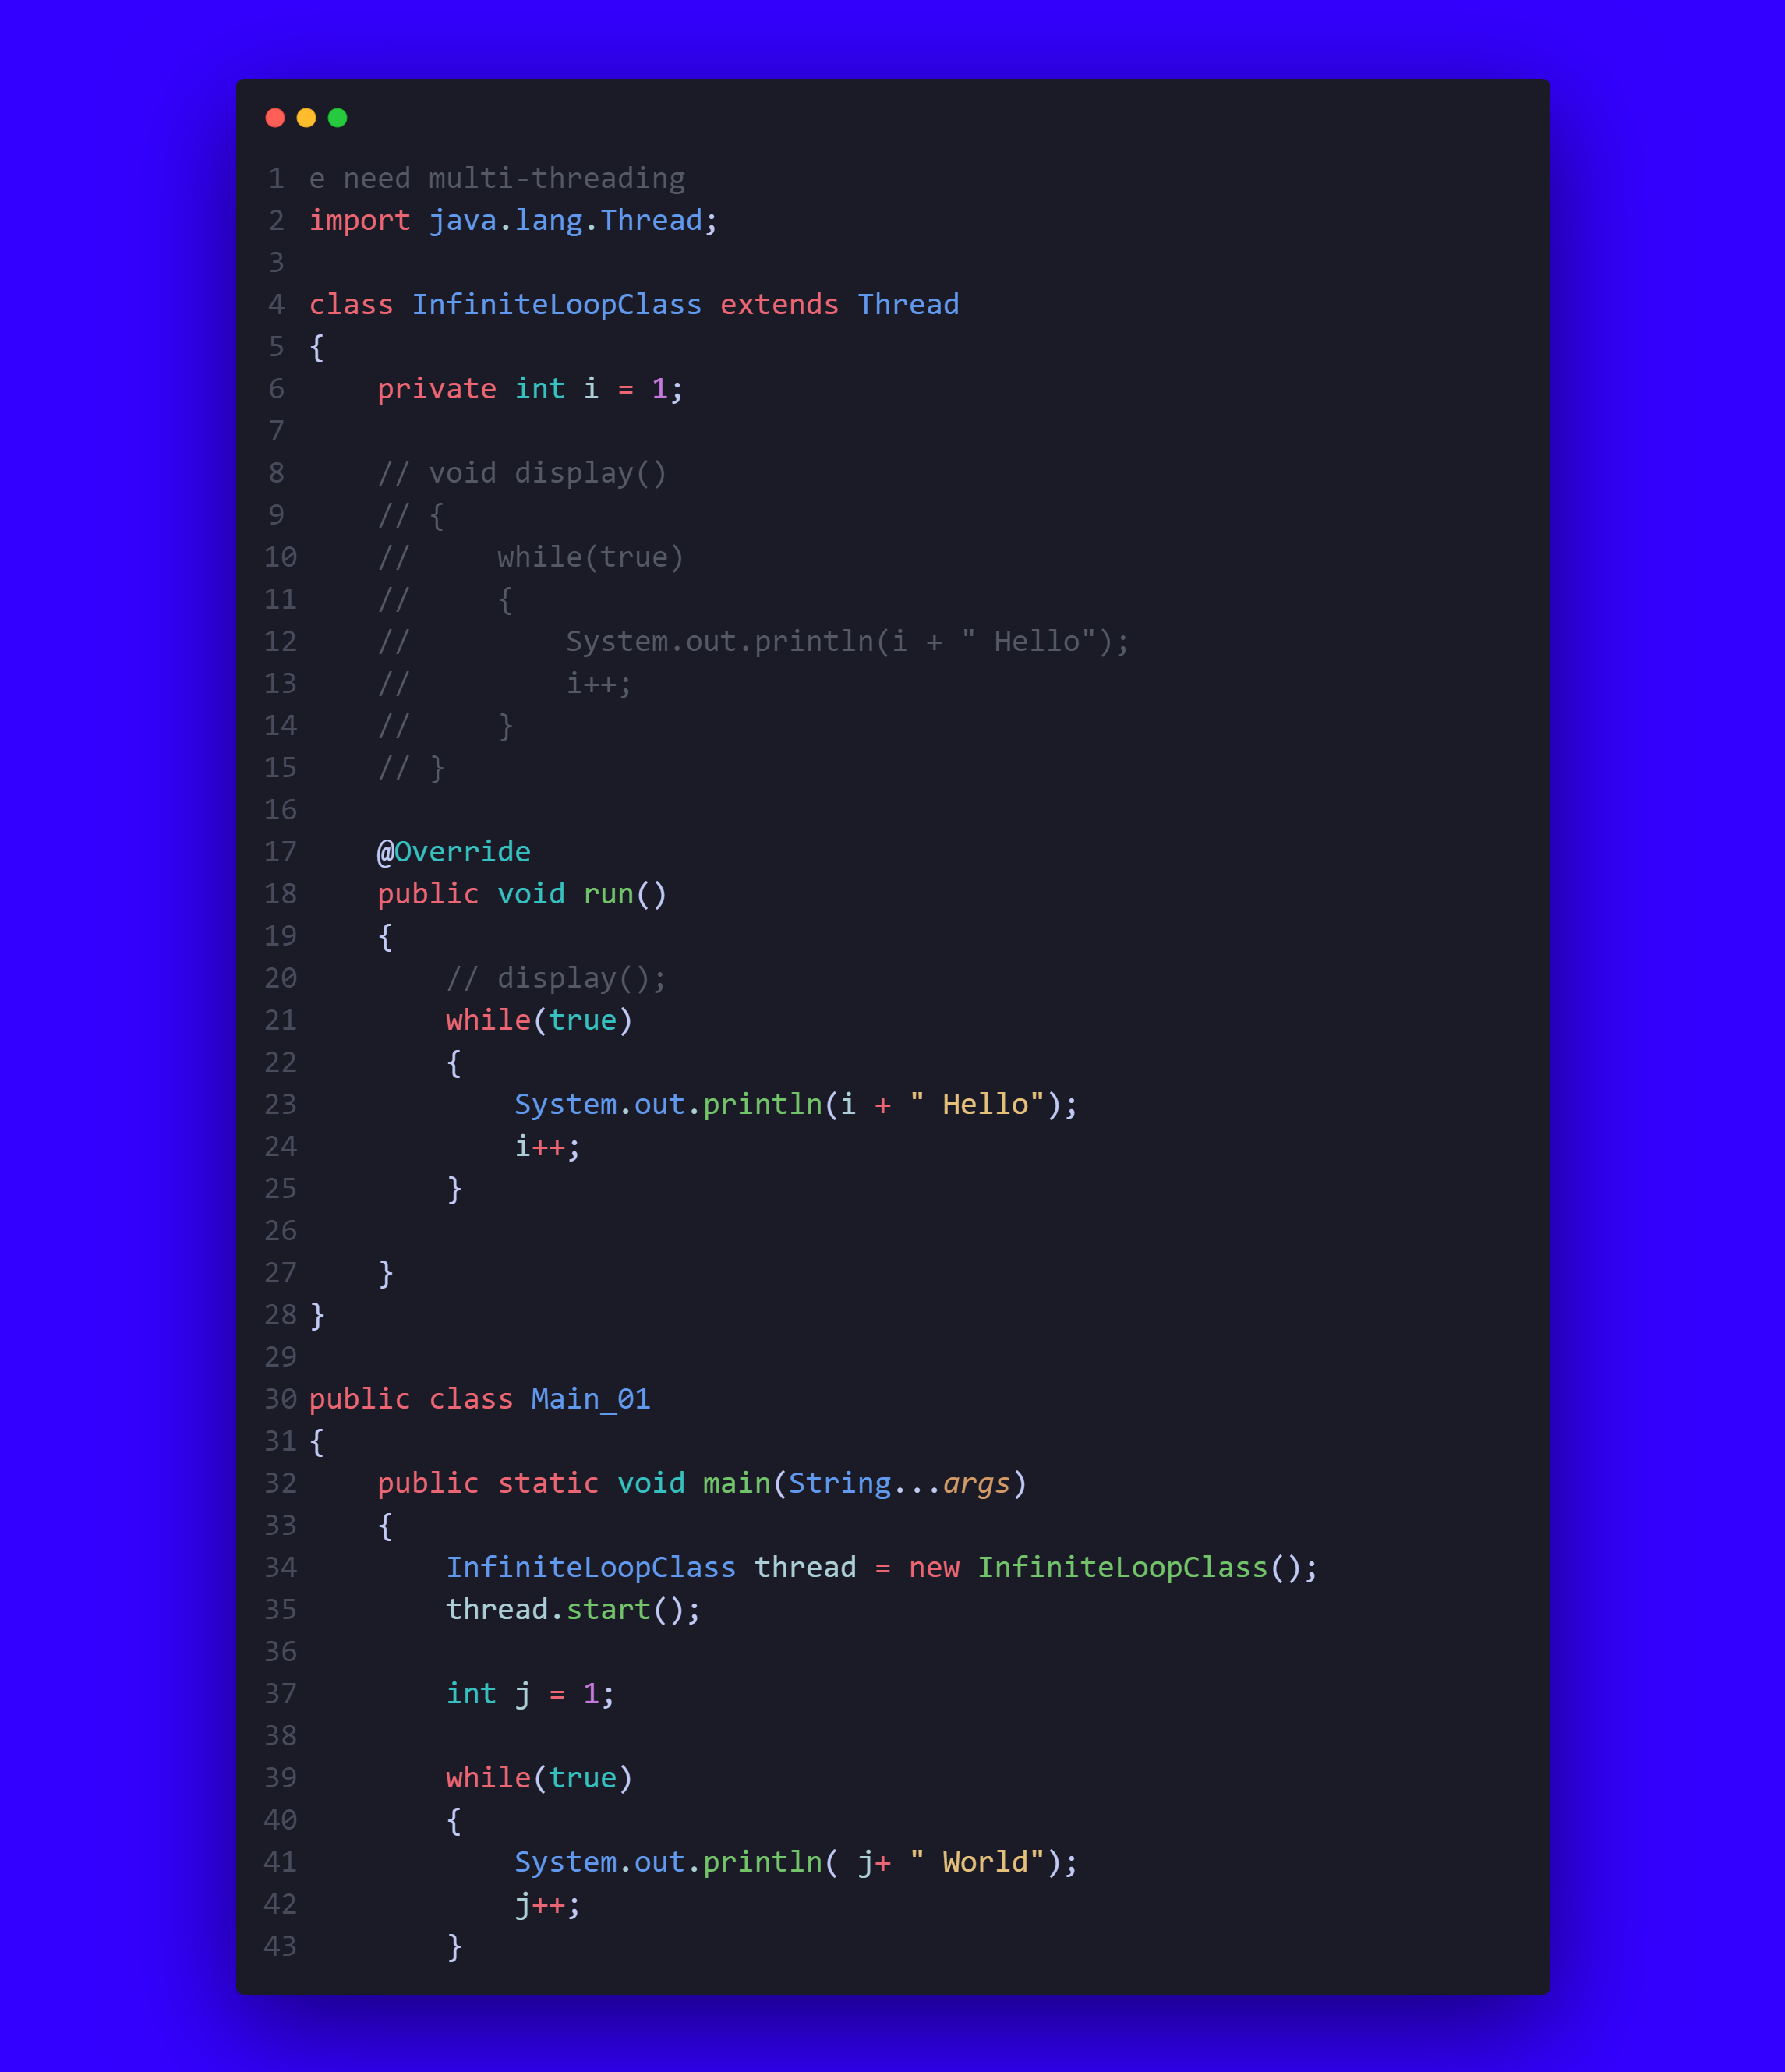 1 e need multi-threading
2 import java.lang.Thread;
3
4 class InfiniteLoopClass extends Thread
5 {
6     private int i = 1;
7
8     // void display()
9     // {
10    //     while(true)
11    //     {
12    //         System.out.println(i + " Hello");
13    //         i++;
14    //     }
15    // }
16
17    @Override
18    public void run()
19    {
20        // display();
21        while(true)
22        {
23            System.out.println(i + " Hello");
24            i++;
25        }
26
27    }
28 }
29
30 public class Main_01
31 {
32    public static void main(String...args)
33    {
34        InfiniteLoopClass thread = new InfiniteLoopClass();
35        thread.start();
36
37        int j = 1;
38
39        while(true)
40        {
41            System.out.println( j+ " World");
42            j++;
43        }